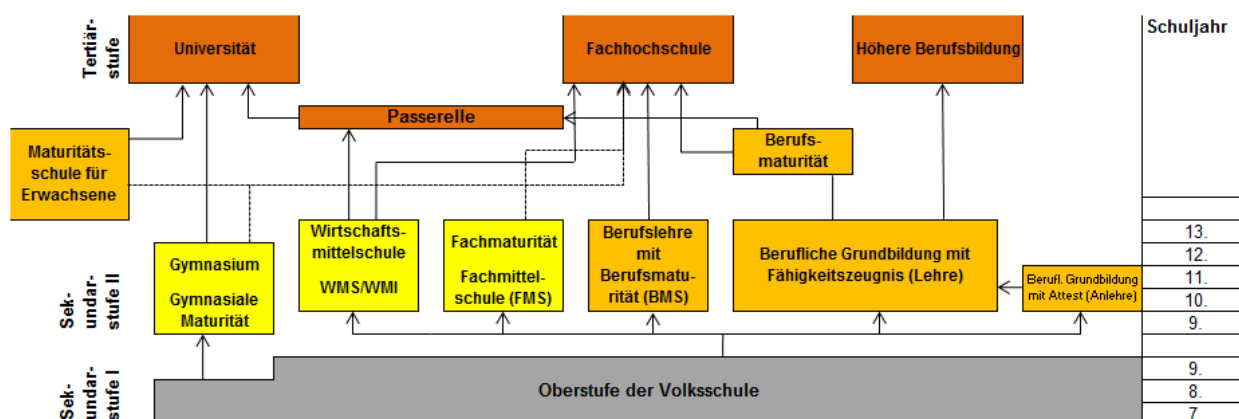 Tertiär-
stufe
Universität
Fachhochschule
Höhere Berufsbildung
Schuljahr
Passerelle
Maturitäts-
schule für
Erwachsene
Berufs-
maturität
Sek-
undar-
stufe II
Gymnasium
Gymnasiale
Maturität
Wirtschafts-
mittelschule
WMS/WMI
Fachmaturität
Fachmittel-
schule (FMS)
Berufslehre
mit
Berufsmatu-
rität (BMS)
Berufliche Grundbildung mit
Fähigkeitszeugnis (Lehre)
Berufl. Grundbildung
mit Attest (Anlehre)
13.
12.
11.
10.
9.
Sek-
undar-
stufe I
Oberstufe der Volksschule
9.
8.
7